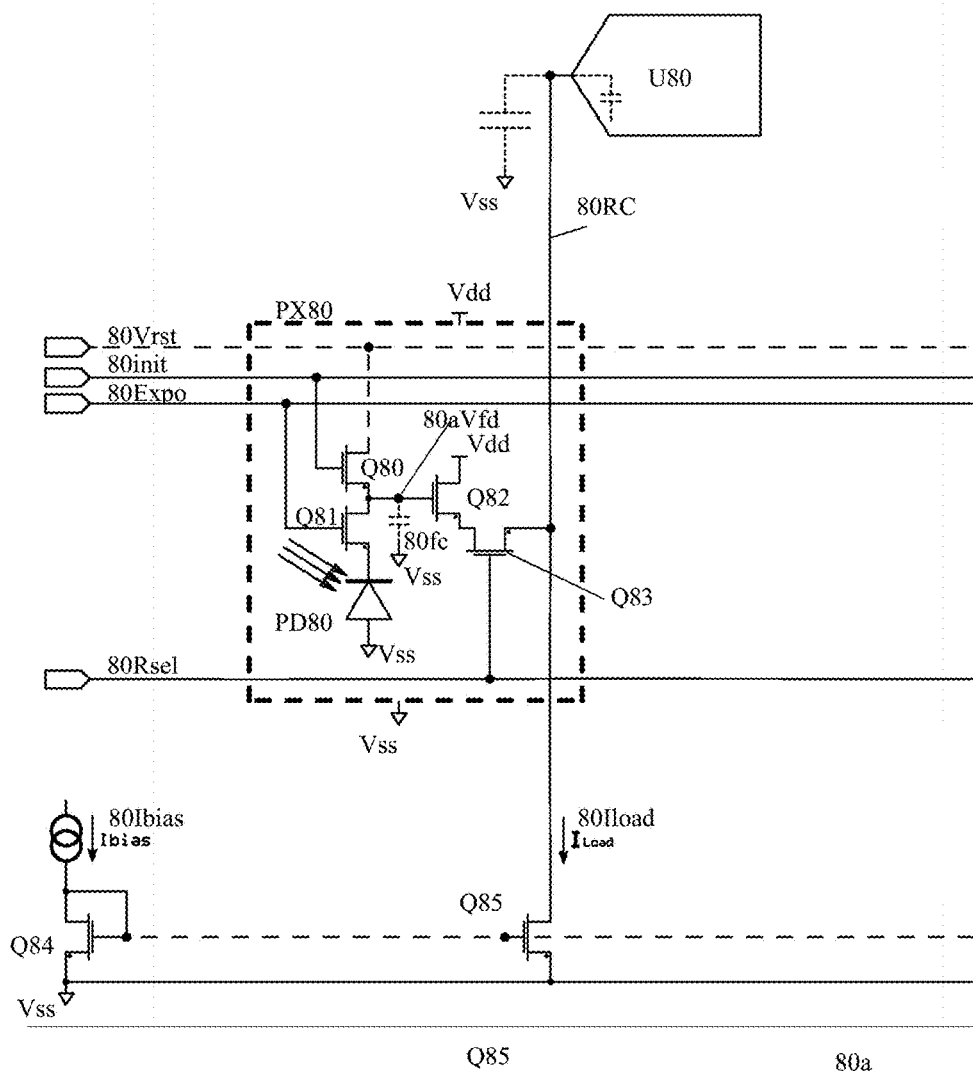 U80
Vss
80RC
Vdd
PX80
80Vrst
80init
80Expo
80aVfd
Vdd
Q80
Q82
Q81
80fc
Vss
Q83
PD80
Vss
80Rsel
Vss
80Ibias
Ibias
80Iload
ILoad
Q85
Q84
Vss
Q85
80a